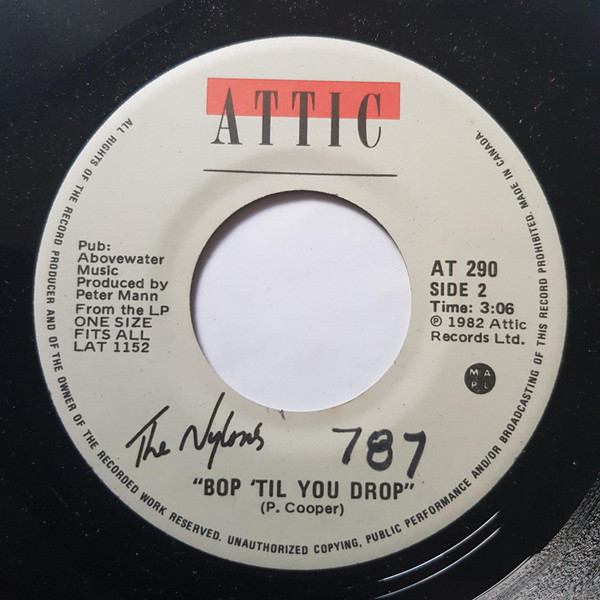 ATTIC
Pub:
Abovewater
Music
Produced by
Peter Mann
From the LP
ONE SIZE
FITS ALL
LAT 1152
AT 290
SIDE 2
Time: 3:06
℗ 1982 Attic
Records Ltd.
M A
P L
The Nylons
787
"BOP 'TIL YOU DROP"
(P. Cooper)
ALL RIGHTS OF THE RECORD PRODUCER AND OF THE OWNER OF THE RECORDED WORK RESERVED. UNAUTHORIZED COPYING, PUBLIC PERFORMANCE AND/OR BROADCASTING OF THIS RECORD PROHIBITED. MADE IN CANADA.